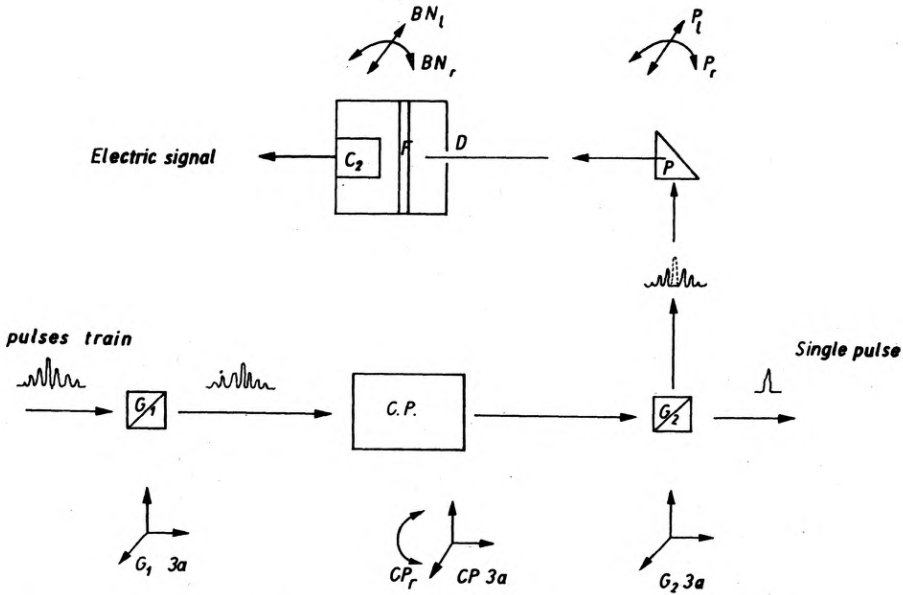 BN_l
BN_r
P_l
P_r
Electric signal
C_2
F
D
P
pulses train
Single pulse
G_1
C.P.
G_2
G_1 3a
CP_r
CP 3a
G_2 3a